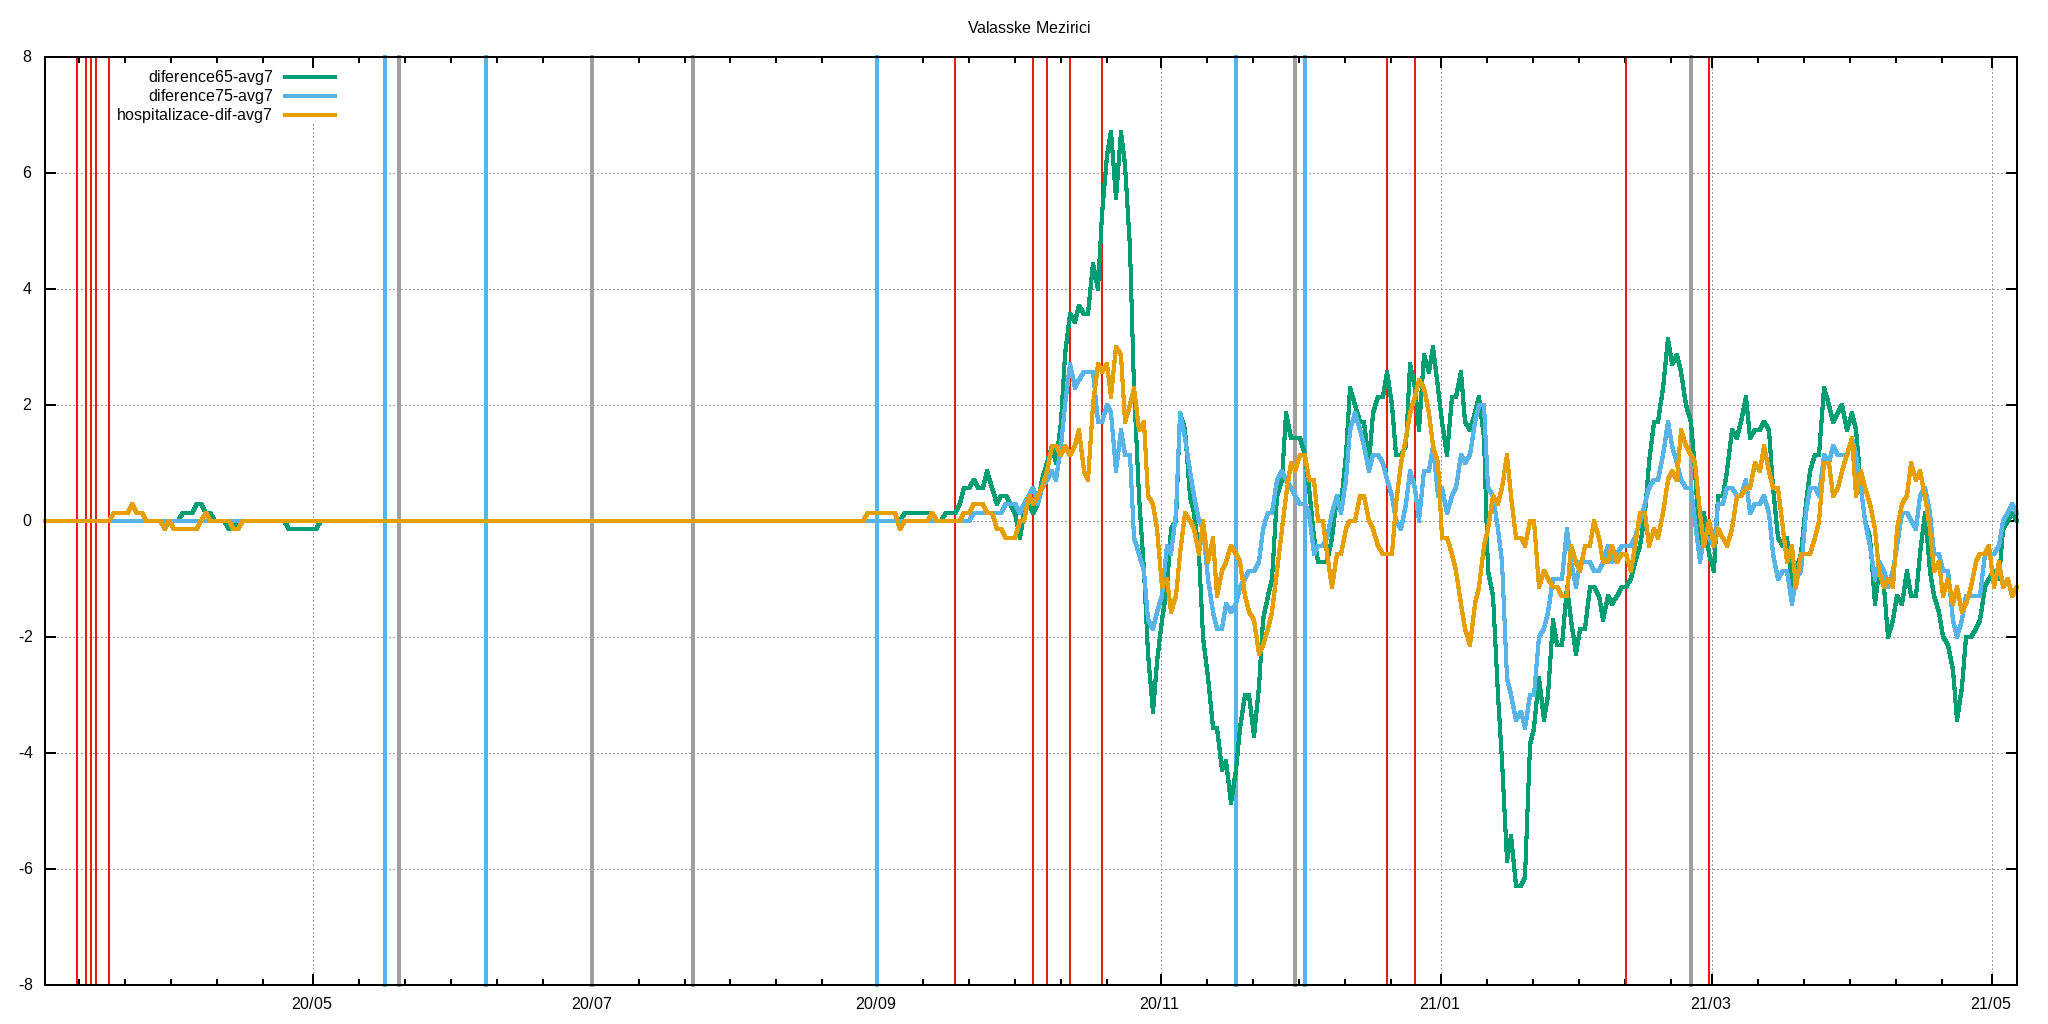 Valasske Mezirici
8
diference65-avg7
diference75-avg7
hospitalizace-dif-avg7
6
4
2
0
-2
-4
-6
-8
20/05 20/07 20/09 20/11 21/01 21/03 21/05